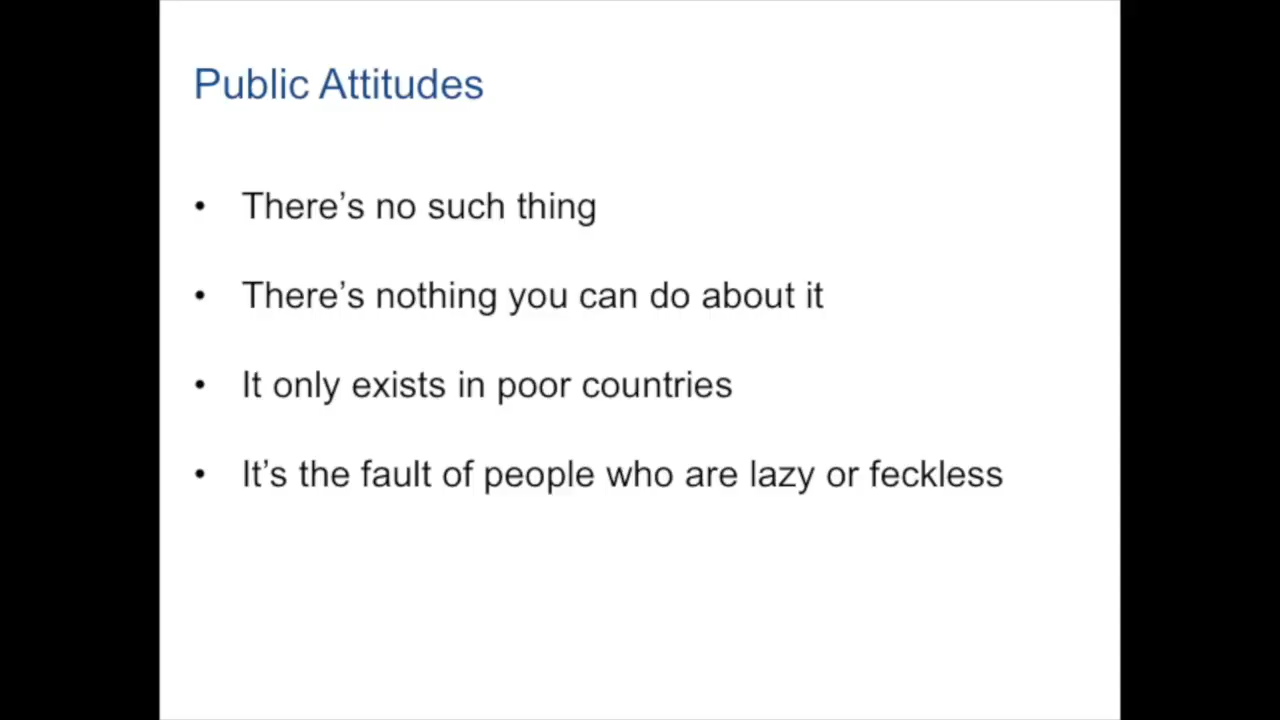 Public Attitudes
• There’s no such thing
• There’s nothing you can do about it
• It only exists in poor countries
• It’s the fault of people who are lazy or feckless